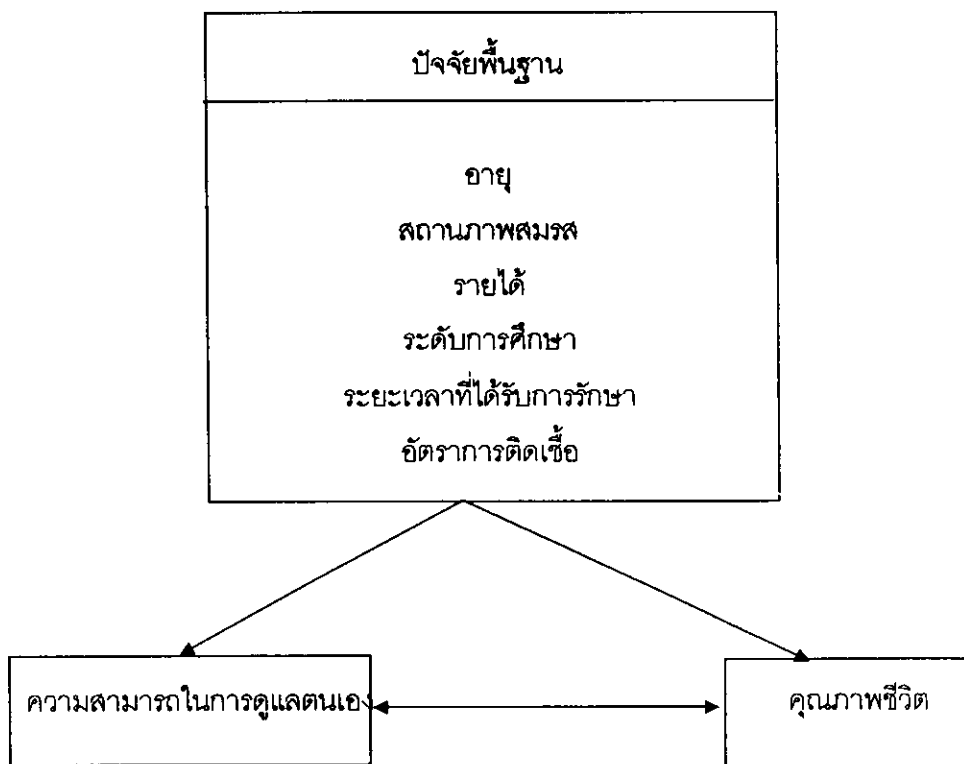 ปัจจัยพื้นฐาน
อายุ
สถานภาพสมรส
รายได้
ระดับการศึกษา
ระยะเวลาที่ได้รับการรักษา
อัตราการติดเชื้อ
ความสามารถในการดูแลตนเอง
คุณภาพชีวิต